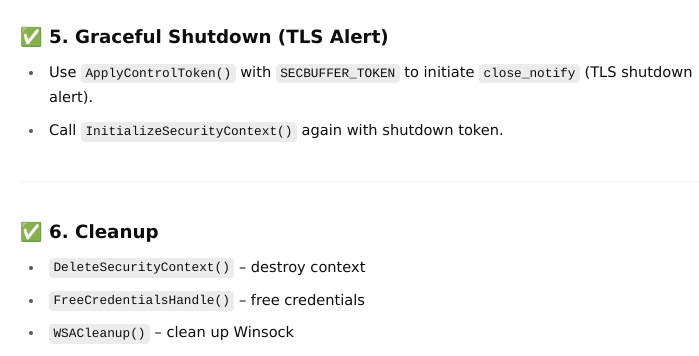 ✅ 5. Graceful Shutdown (TLS Alert)
• Use ApplyControlToken() with SECBUFFER_TOKEN to initiate close_notify (TLS shutdown
alert).
• Call InitializeSecurityContext() again with shutdown token.
✅ 6. Cleanup
• DeleteSecurityContext() – destroy context
• FreeCredentialsHandle() – free credentials
• WSACleanup() – clean up Winsock